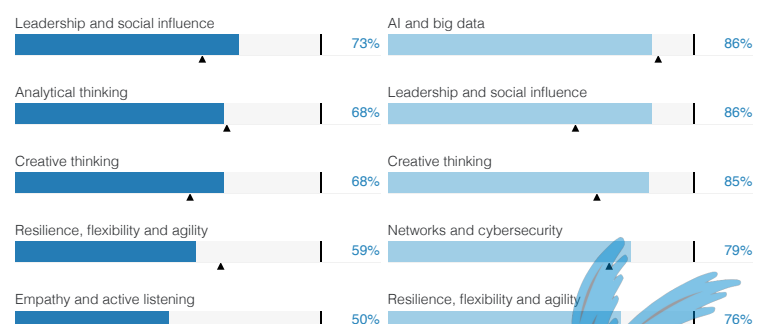 Leadership and social influence
73%
Analytical thinking
68%
Creative thinking
68%
Resilience, flexibility and agility
59%
Empathy and active listening
50%
AI and big data
86%
Leadership and social influence
86%
Creative thinking
85%
Networks and cybersecurity
79%
Resilience, flexibility and agility
76%